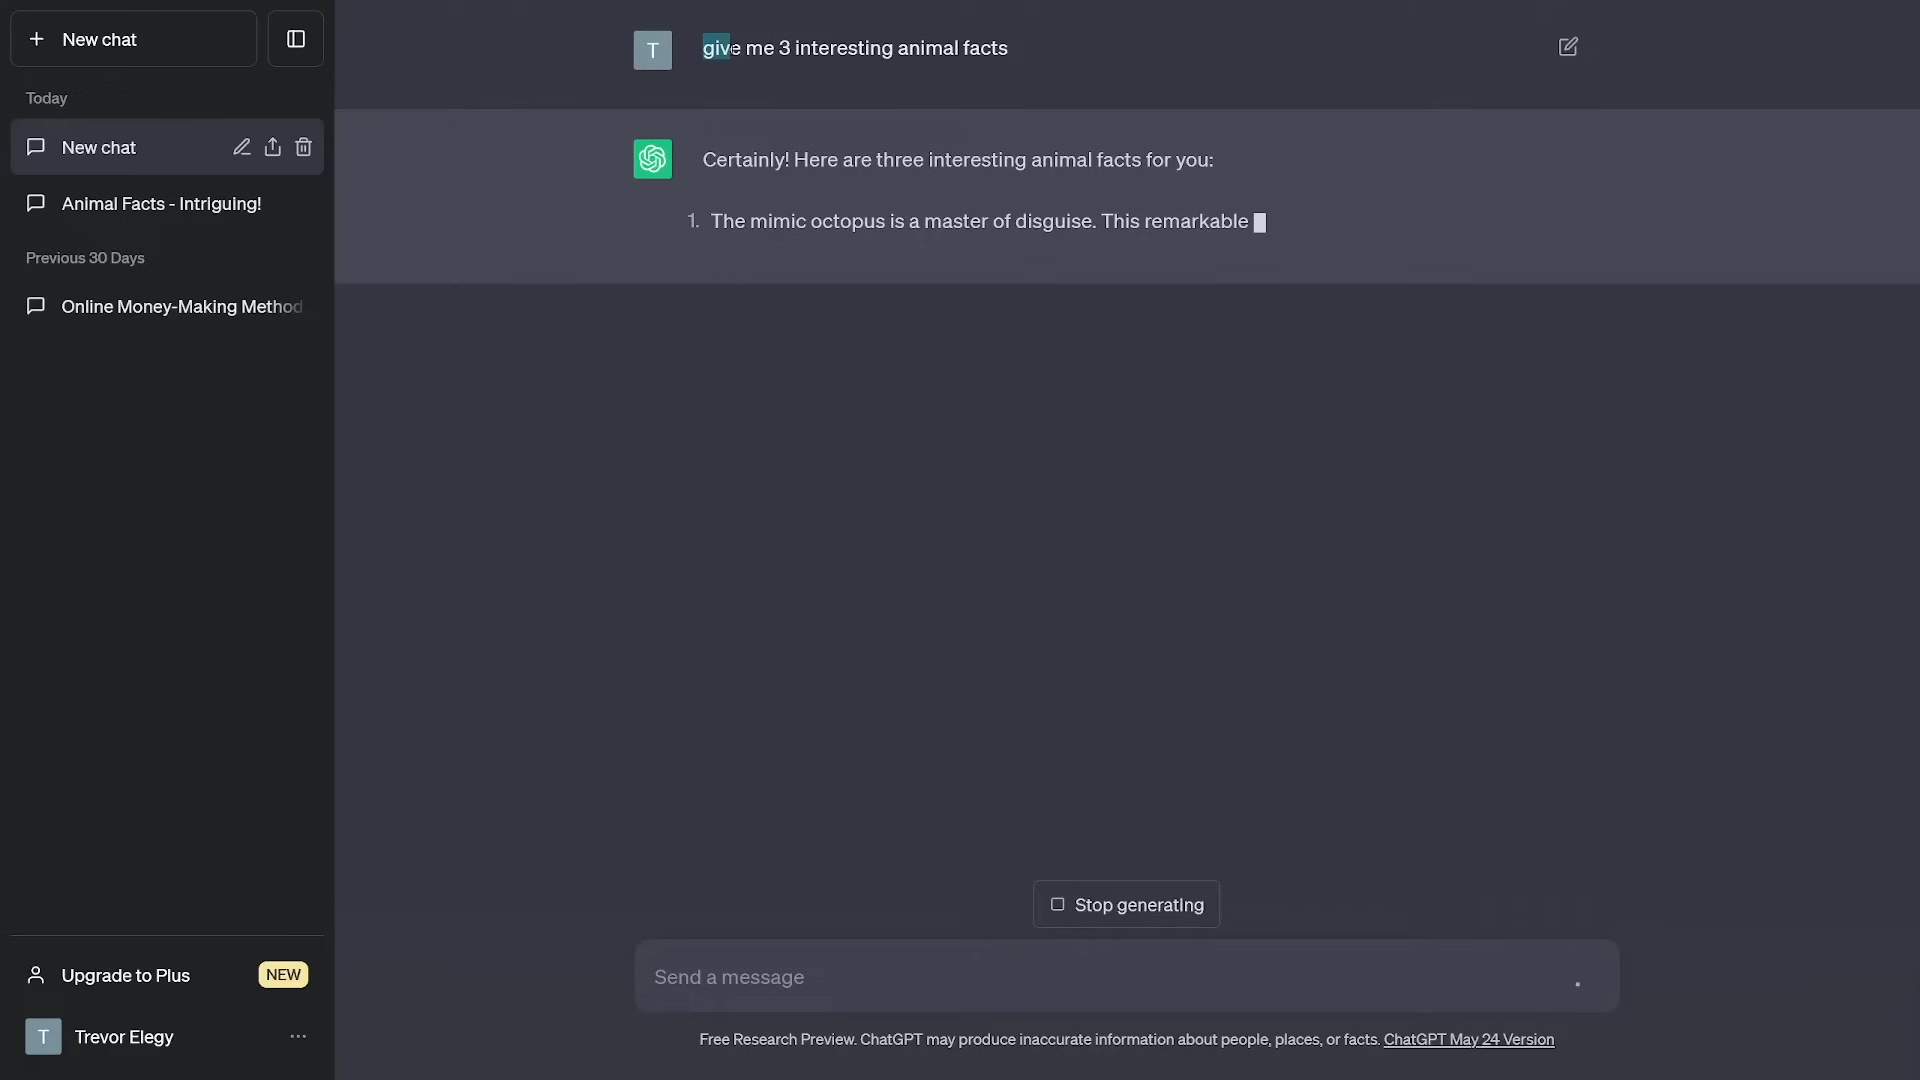 New chat
Today
New chat
Animal Facts - Intriguing!
Previous 30 Days
Online Money-Making Method
Upgrade to Plus NEW
T Trevor Elegy
T give me 3 interesting animal facts
Certainly! Here are three interesting animal facts for you:
1. The mimic octopus is a master of disguise. This remarkable
Stop generating
Send a message
Free Research Preview. ChatGPT may produce inaccurate information about people, places, or facts. ChatGPT May 24 Version